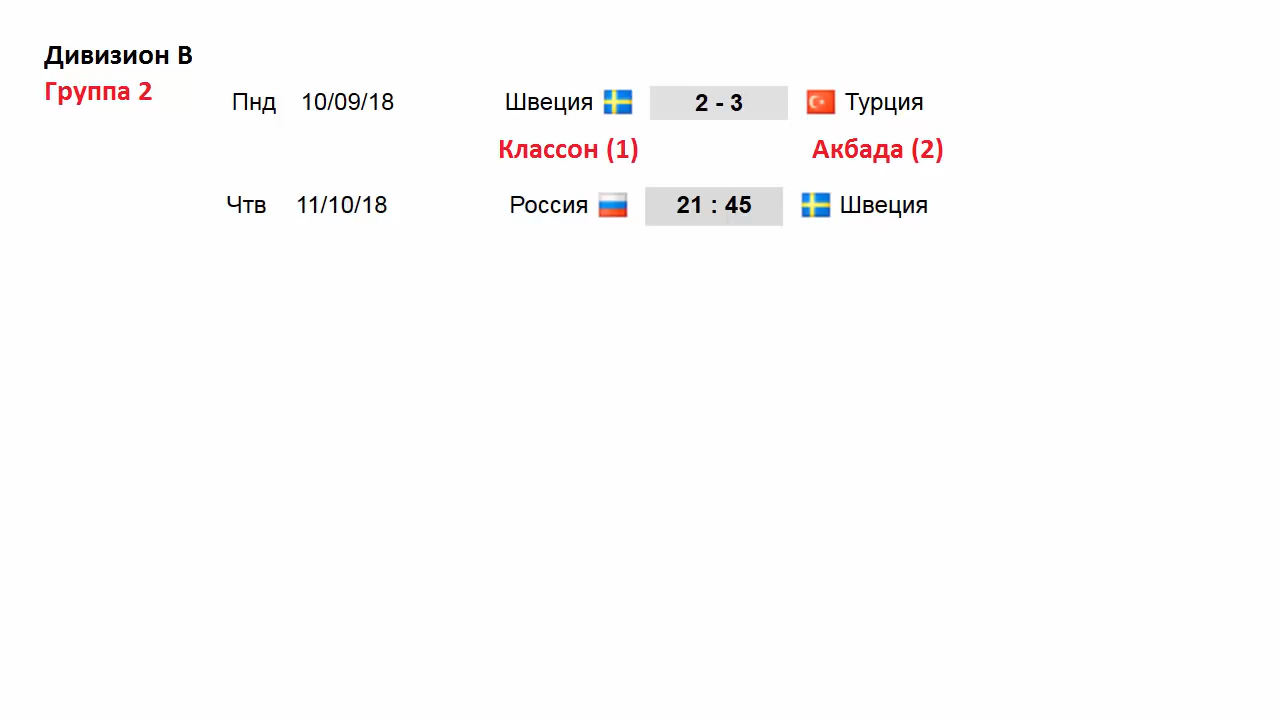 Дивизион В
Группа 2
Пнд 10/09/18 Швеция 2 - 3 Турция
Классон (1) Акбада (2)
Чтв 11/10/18 Россия 21 : 45 Швеция